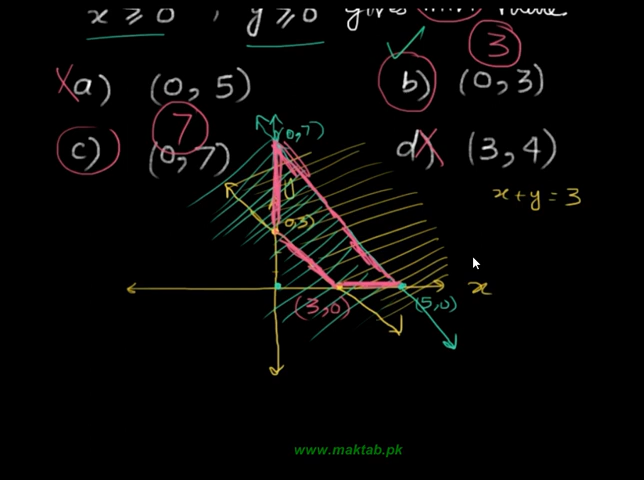 x ⩾ 0 , y ⩾ 0 gives
3
a) (0, 5) b) (0, 3)
7
c) (0, 7) d) (3, 4)
(0, 7)
x + y = 3
y
0, 3)
x
(3, 0) (5, 0)
www.maktab.pk